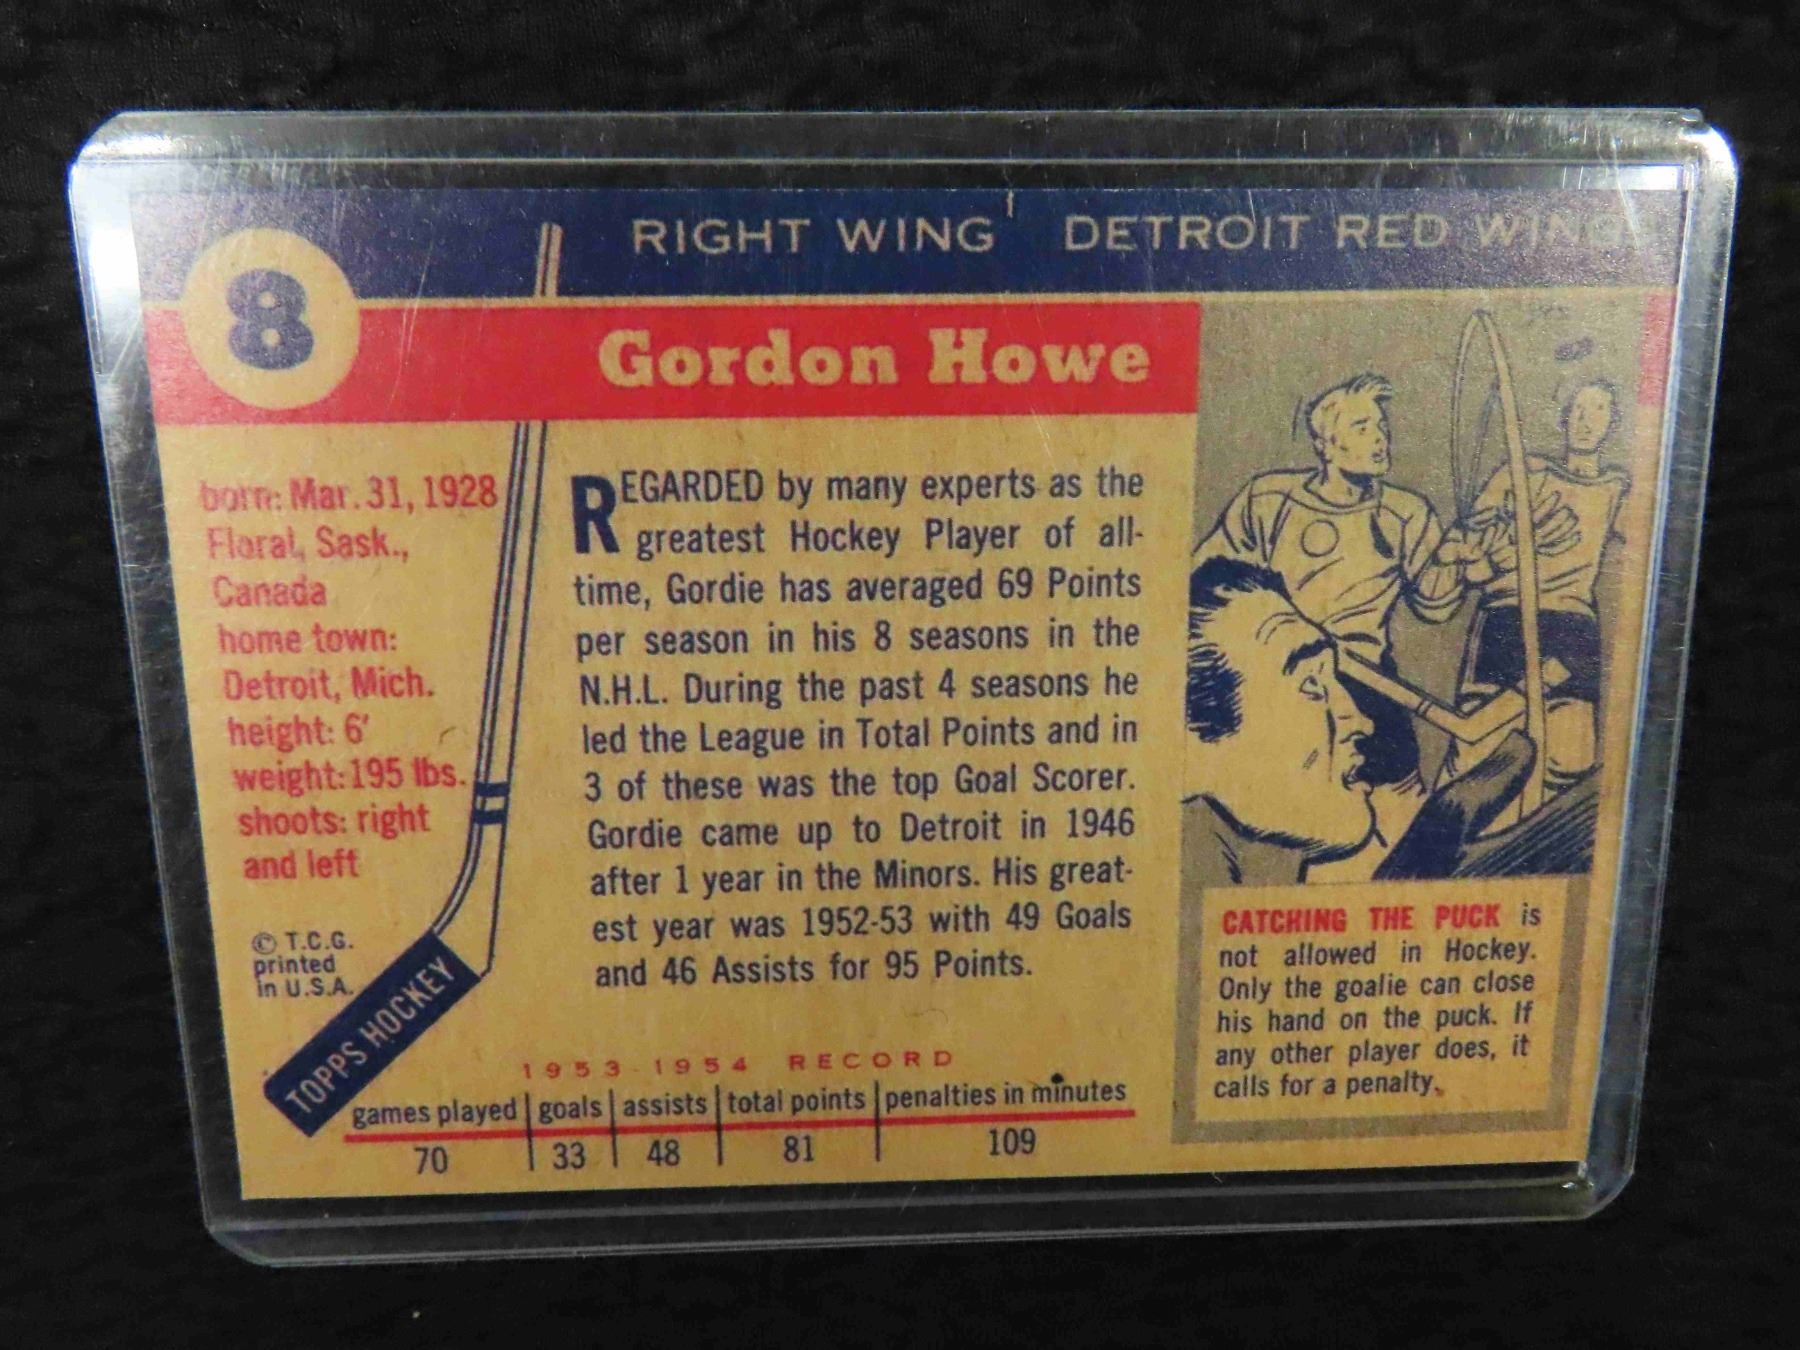 8
RIGHT WING DETROIT RED WINGS
Gordon Howe
born: Mar. 31, 1928
Floral, Sask.,
Canada
home town:
Detroit, Mich.
height: 6'
weight: 195 lbs.
shoots: right
and left
© T.C.G.
printed
in U.S.A.
TOPPS HOCKEY
REGARDED by many experts as the
greatest Hockey Player of all-
time, Gordie has averaged 69 Points
per season in his 8 seasons in the
N.H.L. During the past 4 seasons he
led the League in Total Points and in
3 of these was the top Goal Scorer.
Gordie came up to Detroit in 1946
after 1 year in the Minors. His great-
est year was 1952-53 with 49 Goals
and 46 Assists for 95 Points.
1953-1954 RECORD
games played goals assists total points penalties in minutes
70 33 48 81 109
CATCHING THE PUCK is
not allowed in Hockey.
Only the goalie can close
his hand on the puck. If
any other player does, it
calls for a penalty.